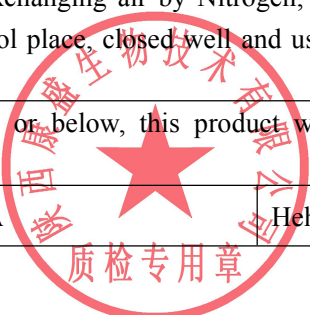 xchanging air by Nitrogen,
ol place, closed well and us
or below, this product w
Heh
陕西康盛生物技术有限公司
质检专用章